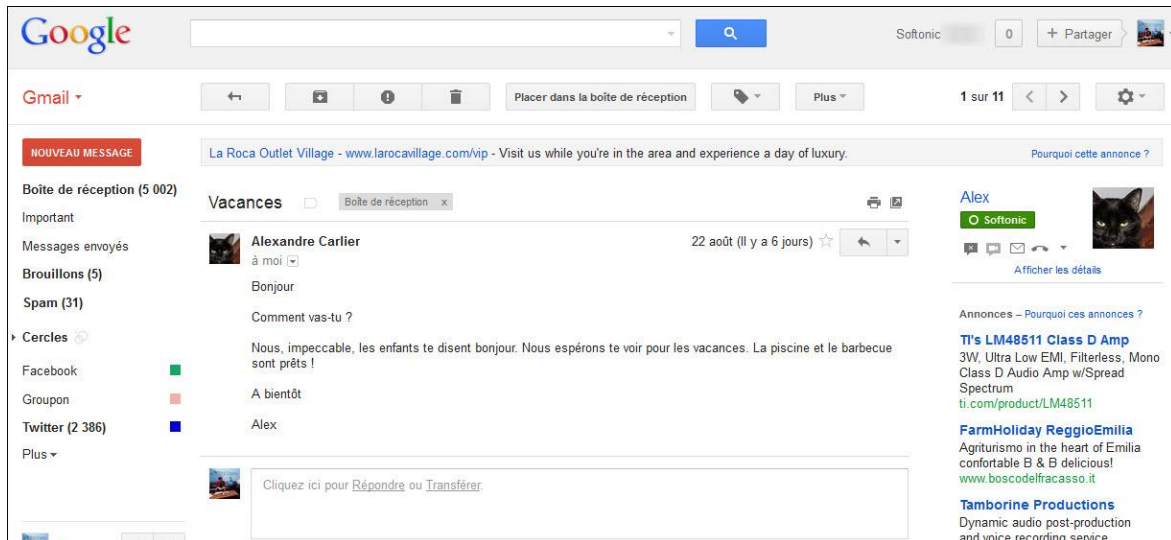 Google
Softonic
0
+ Partager
Gmail
Placer dans la boîte de réception
Plus
1 sur 11
NOUVEAU MESSAGE
La Roca Outlet Village - www.larocavillage.com/vip - Visit us while you're in the area and experience a day of luxury.
Pourquoi cette annonce ?
Boîte de réception (5 002)
Important
Messages envoyés
Brouillons (5)
Spam (31)
Cercles
Facebook
Groupon
Twitter (2 386)
Plus
Vacances
Boîte de réception x
Alexandre Carlier
22 août (Il y a 6 jours)
à moi
Bonjour
Comment vas-tu ?
Nous, impeccable, les enfants te disent bonjour. Nous espérons te voir pour les vacances. La piscine et le barbecue
sont prêts !
A bientôt
Alex
Cliquez ici pour Répondre ou Transférer.
Alex
Softonic
Afficher les détails
Annonces – Pourquoi ces annonces ?
TI's LM48511 Class D Amp
3W, Ultra Low EMI, Filterless, Mono
Class D Audio Amp w/Spread
Spectrum
ti.com/product/LM48511
FarmHoliday ReggioEmilia
Agriturismo in the heart of Emilia
confortable B & B delicious!
www.boscodelfracasso.it
Tamborine Productions
Dynamic audio post-production
and voice recording service